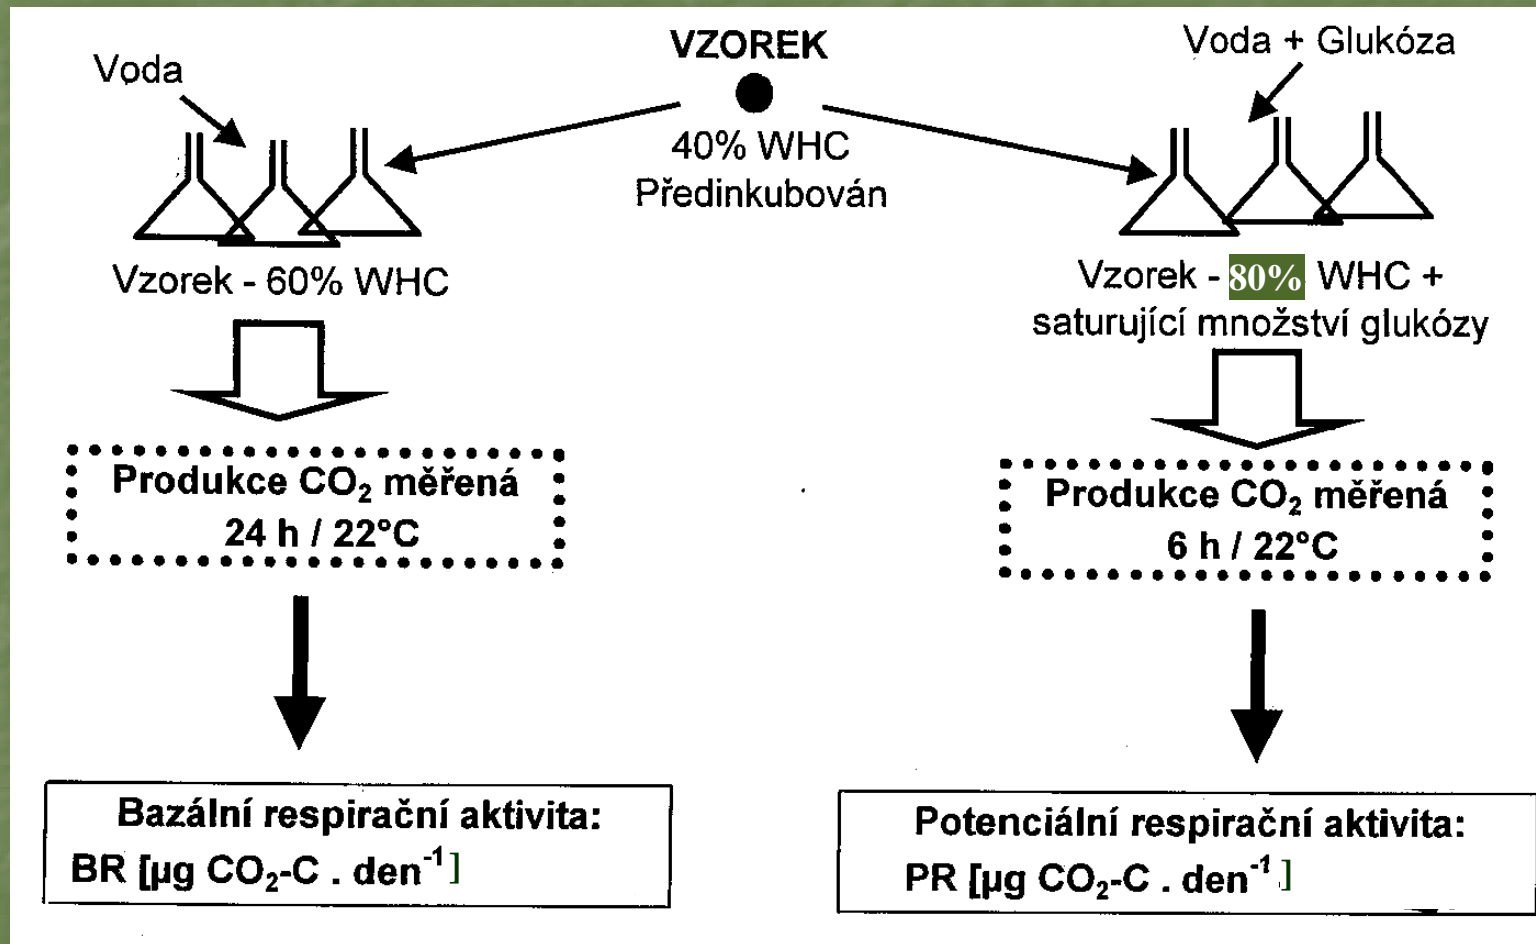 VZOREK
40% WHC
Předinkubován
Voda
Vzorek - 60% WHC
Produkce CO₂ měřená
24 h / 22°C
Bazální respirační aktivita:
BR [µg CO₂-C . den⁻¹]
Voda + Glukóza
Vzorek - 80% WHC +
saturující množství glukózy
Produkce CO₂ měřená
6 h / 22°C
Potenciální respirační aktivita:
PR [µg CO₂-C . den⁻¹ ]